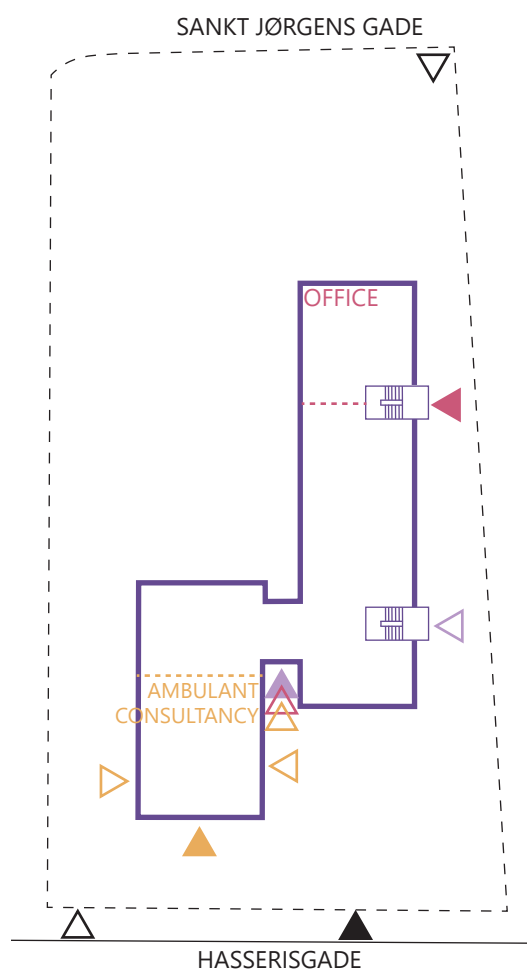 SANKT JØRGENS GADE
OFFICE
AMBULANT
CONSULTANCY
HASSERISGADE